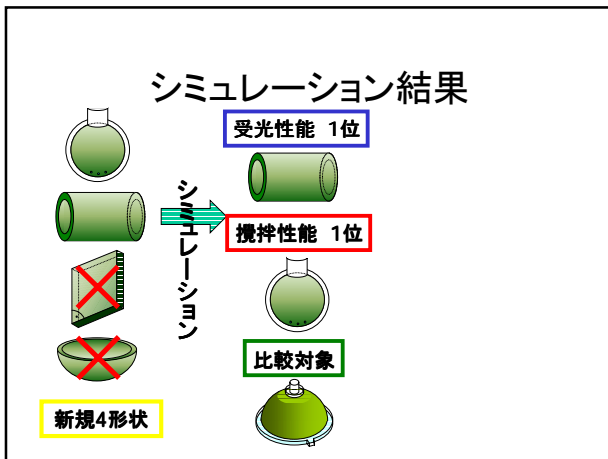 シミュレーション結果
受光性能 1位
シミュレーション
攪拌性能 1位
比較対象
新規4形状